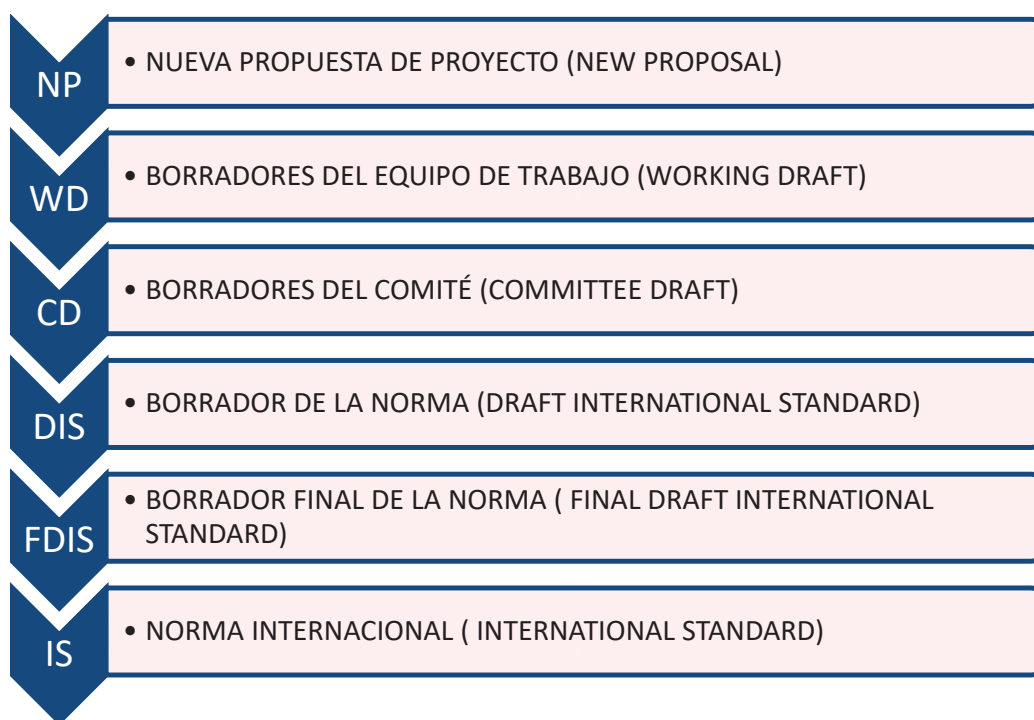 NP
• NUEVA PROPUESTA DE PROYECTO (NEW PROPOSAL)
WD
• BORRADORES DEL EQUIPO DE TRABAJO (WORKING DRAFT)
CD
• BORRADORES DEL COMITÉ (COMMITTEE DRAFT)
DIS
• BORRADOR DE LA NORMA (DRAFT INTERNATIONAL STANDARD)
FDIS
• BORRADOR FINAL DE LA NORMA ( FINAL DRAFT INTERNATIONAL
STANDARD)
IS
• NORMA INTERNACIONAL ( INTERNATIONAL STANDARD)